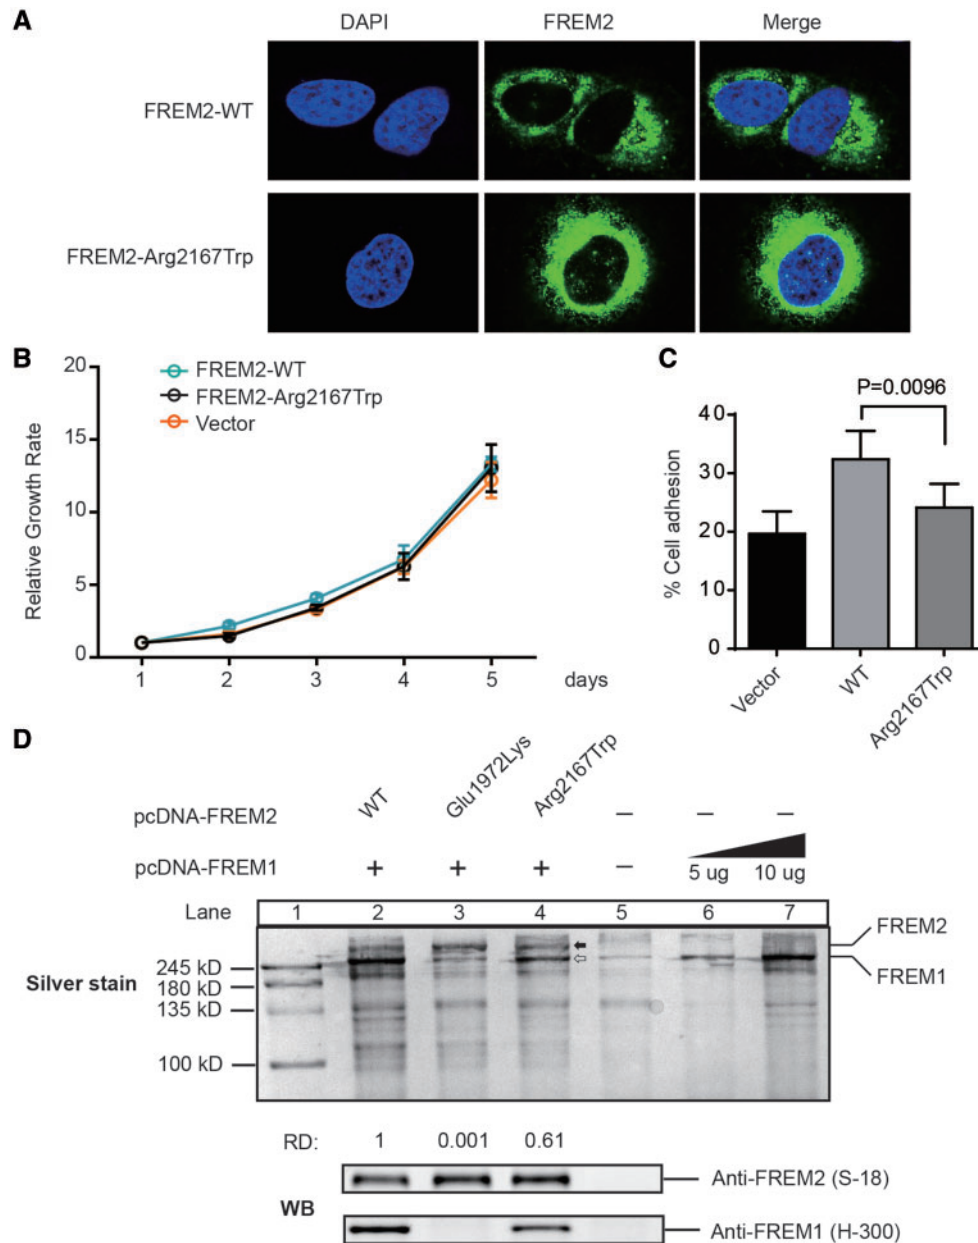 A
DAPI FREM2 Merge
FREM2-WT
FREM2-Arg2167Trp
B
Relative Growth Rate
20
15
10
5
0
FREM2-WT
FREM2-Arg2167Trp
Vector
1 2 3 4 5 days
C
P=0.0096
% Cell adhesion
40
30
20
10
0
Vector WT Arg2167Trp
D
WT Glu1972Lys Arg2167Trp
pcDNA-FREM2 – – –
pcDNA-FREM1 + + + – 5 ug 10 ug
Lane 1 2 3 4 5 6 7
Silver stain
245 kD
180 kD
135 kD
100 kD
FREM2
FREM1
RD: 1 0.001 0.61
WB
Anti-FREM2 (S-18)
Anti-FREM1 (H-300)